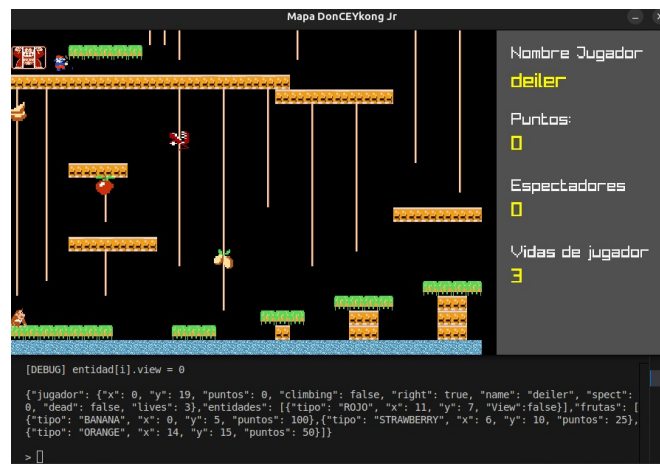 Mapa DonCEYkong Jr
Nombre Jugador
deiler
Puntos:
0
Espectadores
0
Vidas de jugador
3
[DEBUG] entidad[i].view = 0
{"jugador": {"x": 0, "y": 19, "puntos": 0, "climbing": false, "right": true, "name": "deiler", "spect":
0, "dead": false, "lives": 3},"entidades": [{"tipo": "ROJO", "x": 11, "y": 7, "View":false}],"frutas": [
{"tipo": "BANANA", "x": 0, "y": 5, "puntos": 100},{"tipo": "STRAWBERRY", "x": 6, "y": 10, "puntos": 25},
{"tipo": "ORANGE", "x": 14, "y": 15, "puntos": 50}]}
>